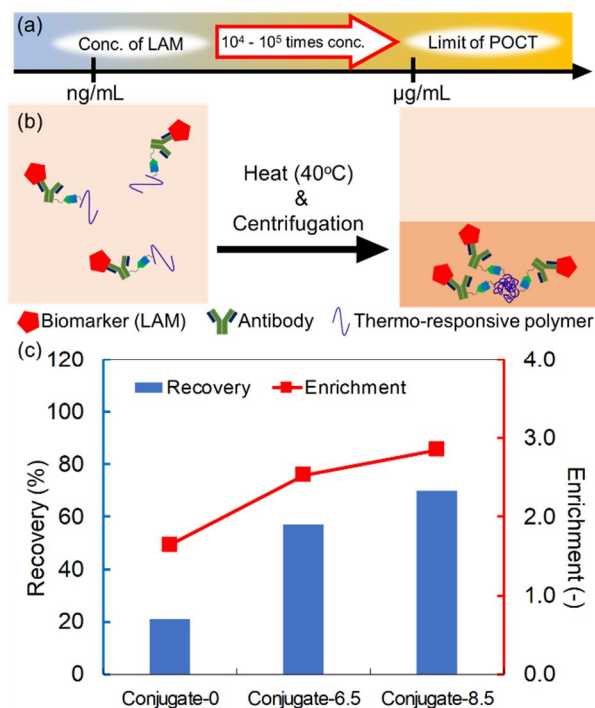 (a)
Conc. of LAM
10⁴ - 10⁵ times conc.
Limit of POCT
ng/mL
µg/mL
(b)
Heat (40ºC)
&
Centrifugation
Biomarker (LAM)
Antibody
Thermo-responsive polymer
(c)
Recovery
Enrichment
Recovery (%)
120
100
80
60
40
20
0
4.0
3.0
2.0
1.0
0.0
Enrichment (-)
Conjugate-0
Conjugate-6.5
Conjugate-8.5